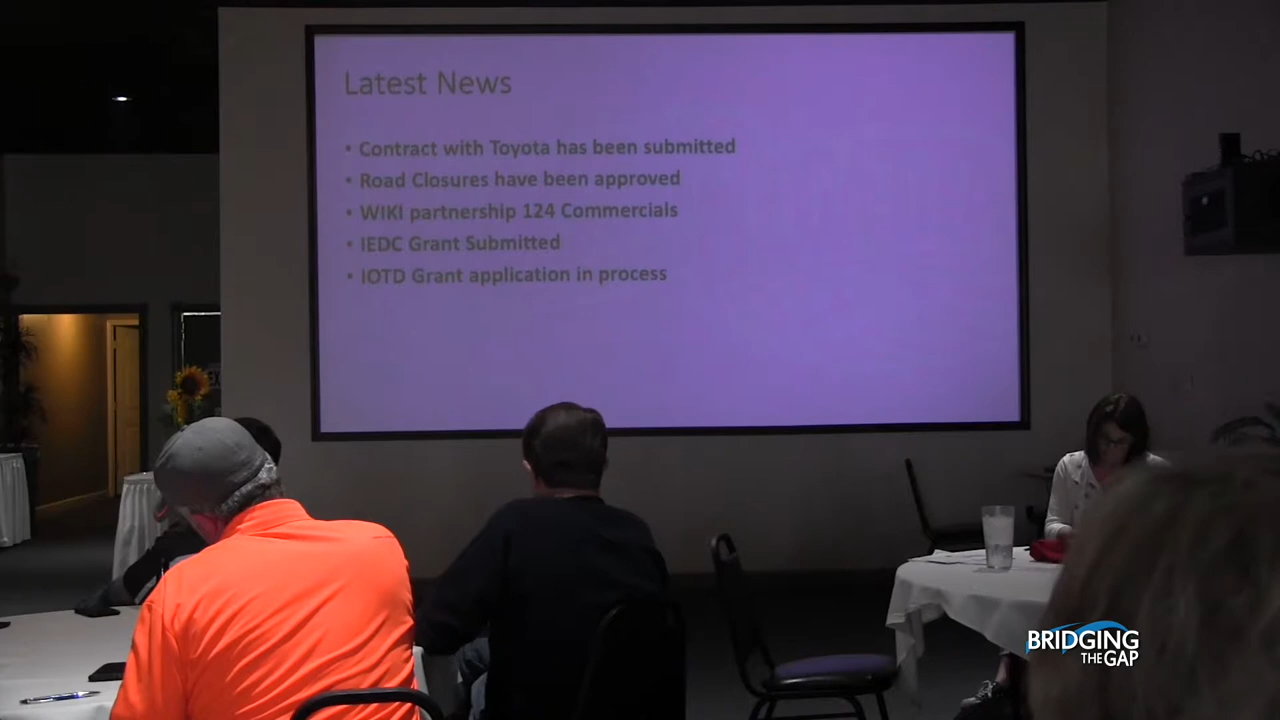 Latest News
• Contract with Toyota has been submitted
• Road Closures have been approved
• WIKI partnership 124 Commercials
• IEDC Grant Submitted
• IOTD Grant application in process
EX
BRIDGING
THE GAP